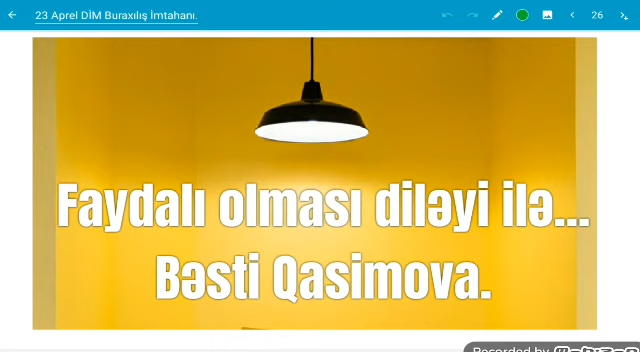 23 Aprel DİM Buraxılış İmtahanı.
26
Faydalı olması diləyi ilə...
Bəsti Qasimova.
Recorded by